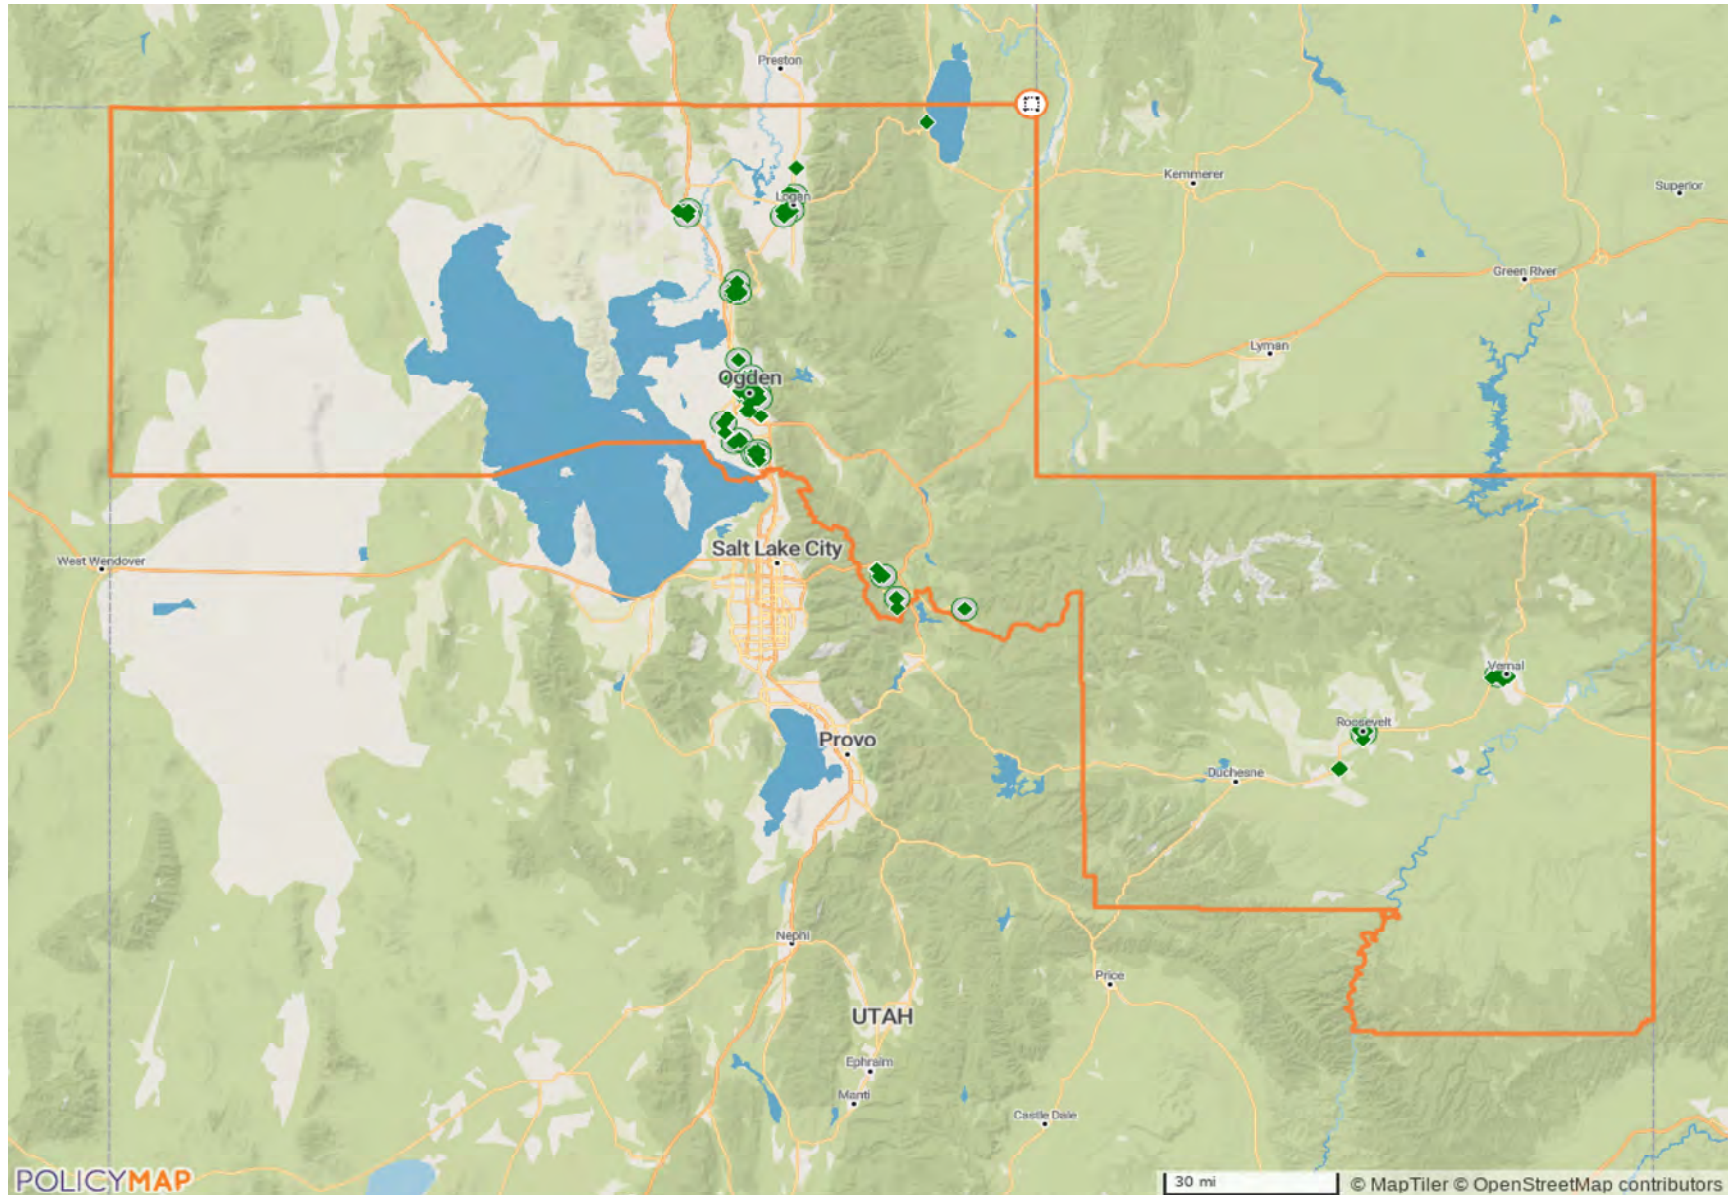 Preston
Kemmerer
Superior
Logan
Green River
Lyman
Ogden
Salt Lake City
West Wendover
Vernal
Roosevelt
Provo
Duchesne
Nephi
Price
UTAH
Ephraim
Manti
Castle Dale
POLICYMAP
30 mi
© MapTiler © OpenStreetMap contributors